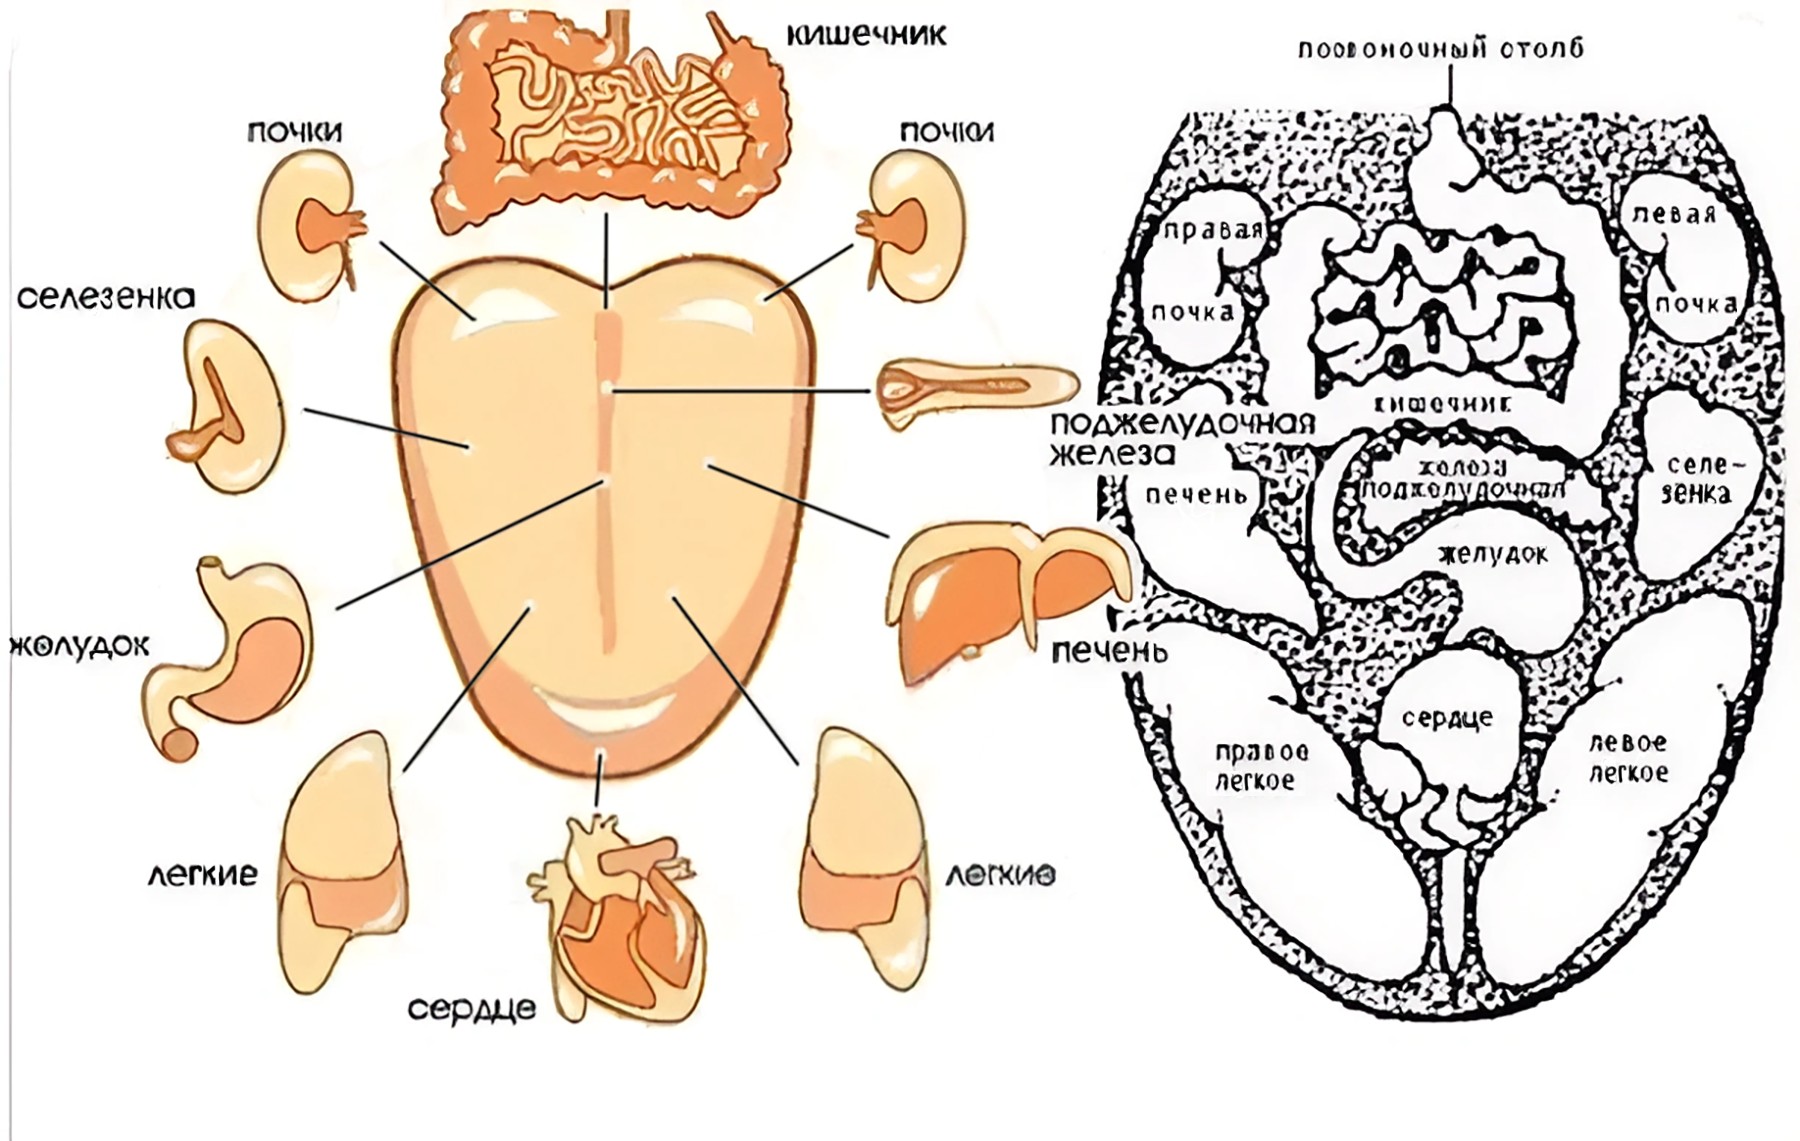 кишечник
почки
почки
селезенка
поджелудочная
железа
желудок
печень
легкие
легкие
сердце
позвоночный столб
правая
почка
левая
почка
кишечник
железа
поджелудочная
печень
селе-
зенка
желудок
сердце
правое
легкое
левое
легкое